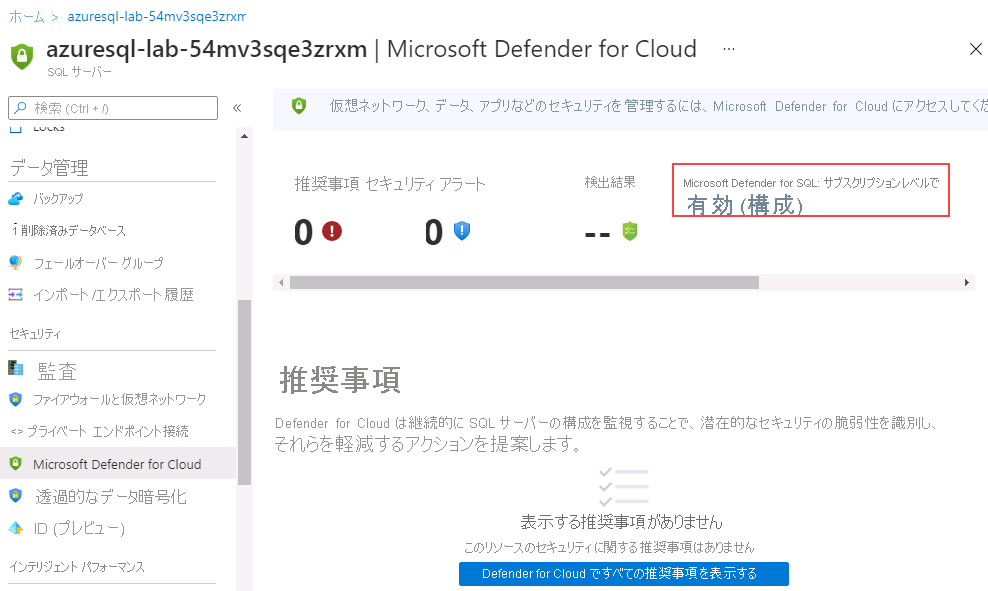 ホーム > azuresql-lab-54mv3sqe3zrxm
azuresql-lab-54mv3sqe3zrxm | Microsoft Defender for Cloud ...
SQL サーバー
検索 (Ctrl + /)
«
Locks
データ管理
バックアップ
削除済みデータベース
フェールオーバー グループ
インポート/エクスポート履歴
セキュリティ
監査
ファイアウォールと仮想ネットワーク
プライベート エンドポイント接続
Microsoft Defender for Cloud
透過的なデータ暗号化
ID (プレビュー)
インテリジェント パフォーマンス
仮想ネットワーク、データ、アプリなどのセキュリティを管理するには、Microsoft Defender for Cloud にアクセスしてくだ
推奨事項 セキュリティ アラート
検出結果
0
0
--
Microsoft Defender for SQL: サブスクリプションレベルで
有効 (構成)
推奨事項
Defender for Cloud は継続的に SQL サーバーの構成を監視することで、潜在的なセキュリティの脆弱性を識別し、
それらを軽減するアクションを提案します。
表示する推奨事項がありません
このリソースのセキュリティに関する推奨事項はありません
Defender for Cloud ですべての推奨事項を表示する